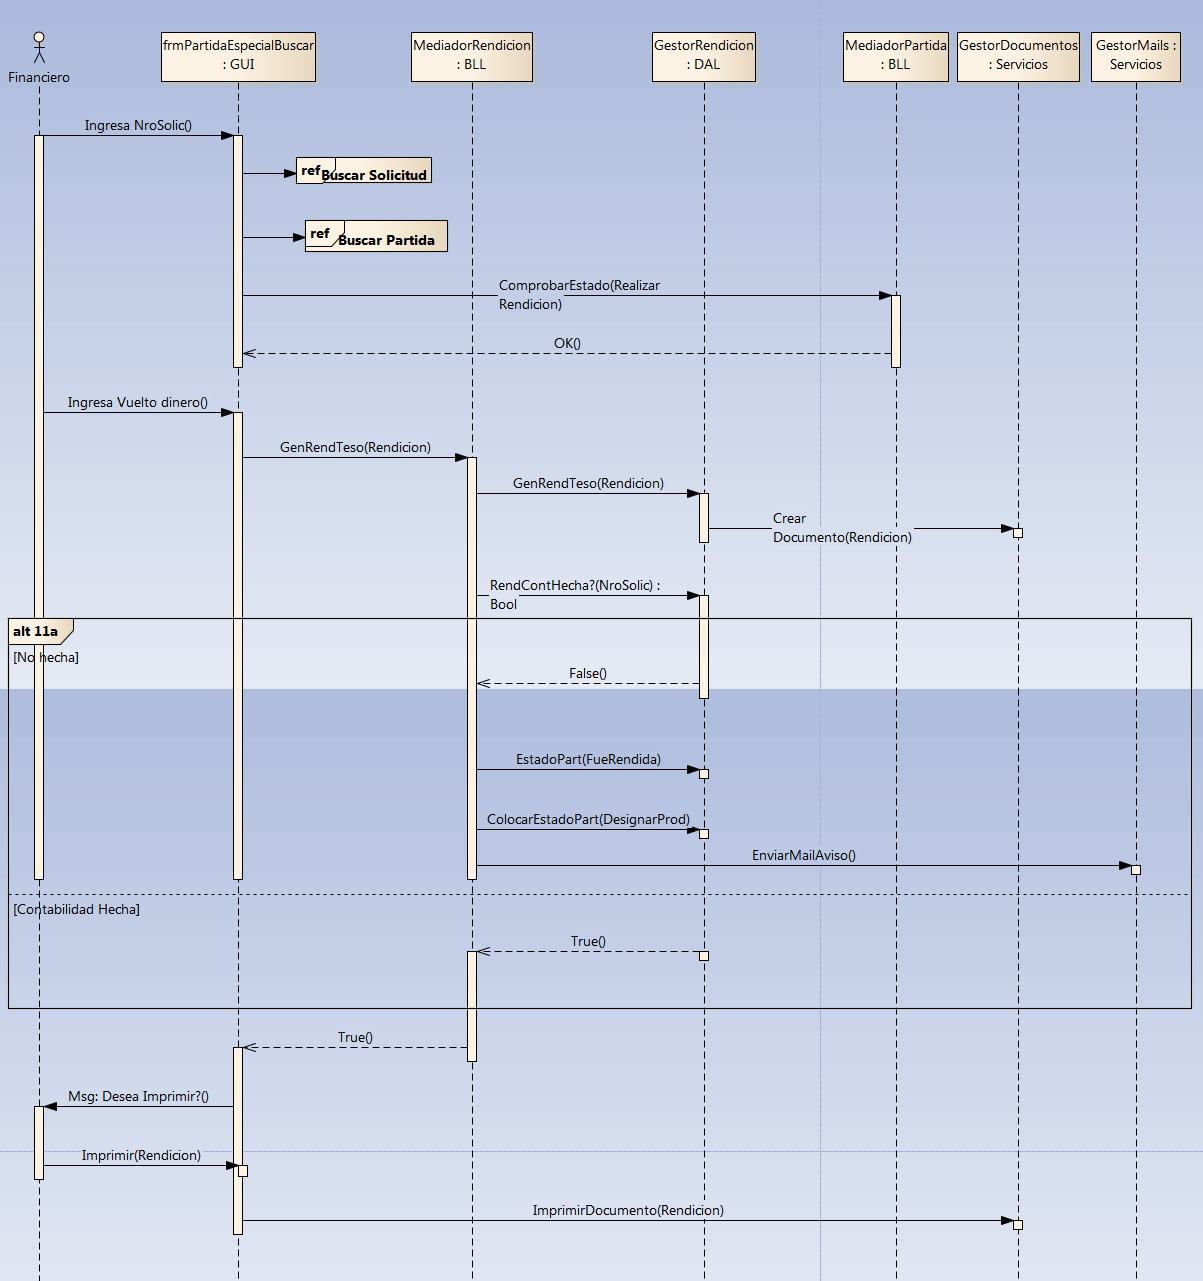 Financiero
frmPartidaEspecialBuscar
: GUI
MediadorRendicion
: BLL
GestorRendicion
: DAL
MediadorPartida
: BLL
GestorDocumentos
: Servicios
GestorMails :
Servicios
Ingresa NroSolic()
ref
Buscar Solicitud
ref
Buscar Partida
ComprobarEstado(Realizar
Rendicion)
OK()
Ingresa Vuelto dinero()
GenRendTeso(Rendicion)
GenRendTeso(Rendicion)
Crear
Documento(Rendicion)
RendContHecha?(NroSolic) :
Bool
alt 11a
[No hecha]
False()
EstadoPart(FueRendida)
ColocarEstadoPart(DesignarProd)
EnviarMailAviso()
[Contabilidad Hecha]
True()
True()
Msg: Desea Imprimir?()
Imprimir(Rendicion)
ImprimirDocumento(Rendicion)